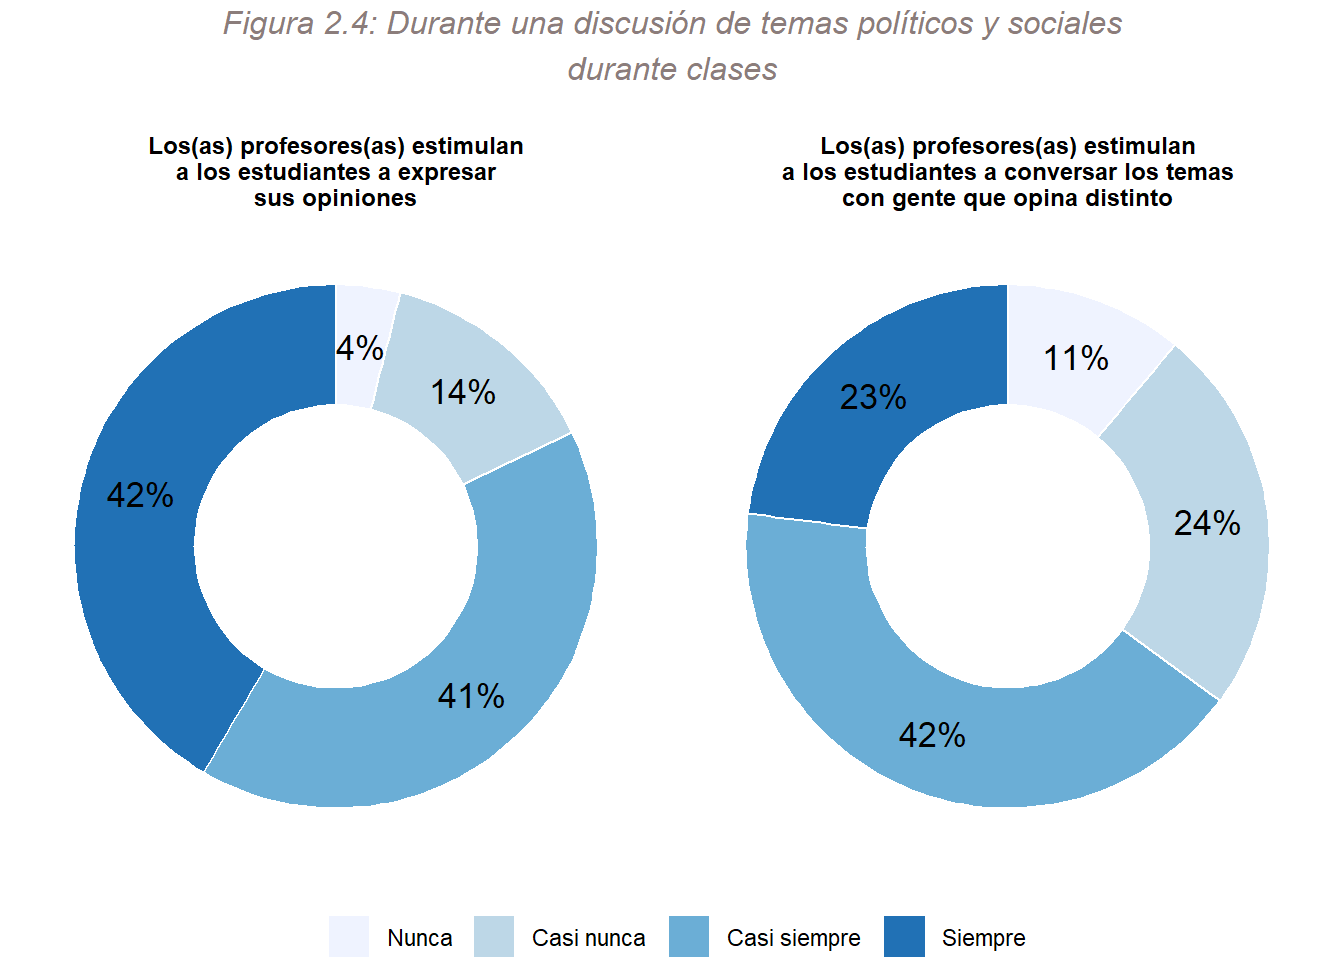 Figura 2.4: Durante una discusión de temas políticos y sociales
durante clases
Los(as) profesores(as) estimulan
a los estudiantes a expresar
sus opiniones
Los(as) profesores(as) estimulan
a los estudiantes a conversar los temas
con gente que opina distinto
4%
14%
42%
41%
11%
23%
24%
42%
Nunca
Casi nunca
Casi siempre
Siempre